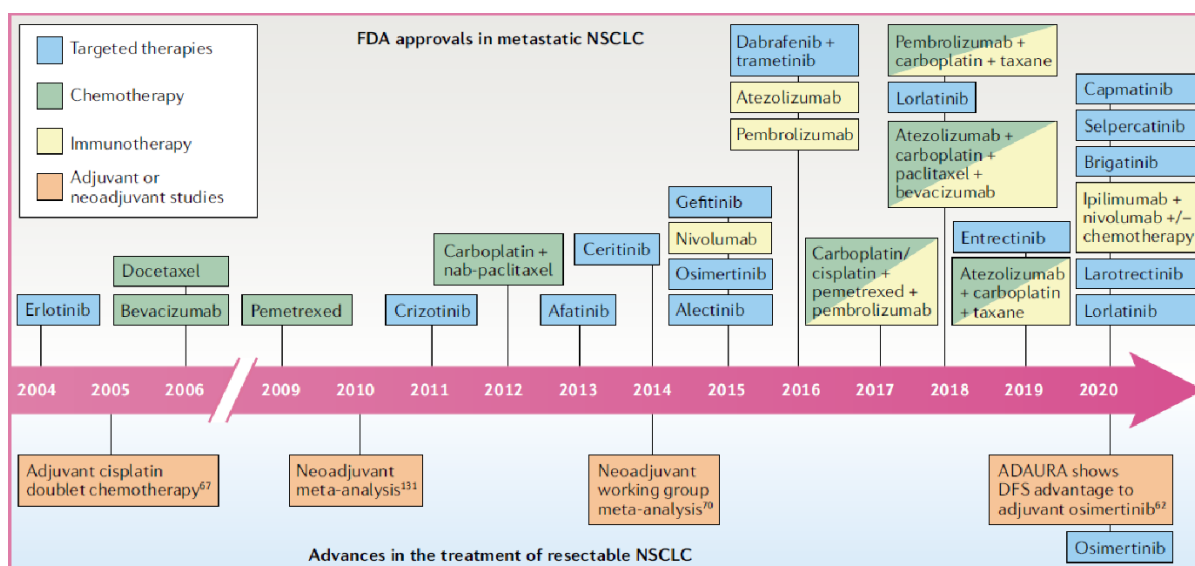 Targeted therapies
Chemotherapy
Immunotherapy
Adjuvant or
neoadjuvant studies
FDA approvals in metastatic NSCLC
Erlotinib
Docetaxel
Bevacizumab
Pemetrexed
Crizotinib
Carboplatin +
nab-paclitaxel
Afatinib
Ceritinib
Gefitinib
Nivolumab
Osimertinib
Alectinib
Dabrafenib +
trametinib
Atezolizumab
Pembrolizumab
Carboplatin/
cisplatin +
pemetrexed +
pembrolizumab
Pembrolizumab +
carboplatin + taxane
Lorlatinib
Atezolizumab +
carboplatin +
paclitaxel +
bevacizumab
Entrectinib
Atezolizumab
+ carboplatin
+ taxane
Capmatinib
Selpercatinib
Brigatinib
Ipilimumab +
nivolumab +/−
chemotherapy
Larotrectinib
Lorlatinib
2004 2005 2006 2009 2010 2011 2012 2013 2014 2015 2016 2017 2018 2019 2020
Adjuvant cisplatin
doublet chemotherapy⁶⁷
Neoadjuvant
meta-analysis¹³¹
Neoadjuvant
working group
meta-analysis⁷⁰
ADAURA shows
DFS advantage to
adjuvant osimertinib⁶²
Osimertinib
Advances in the treatment of resectable NSCLC